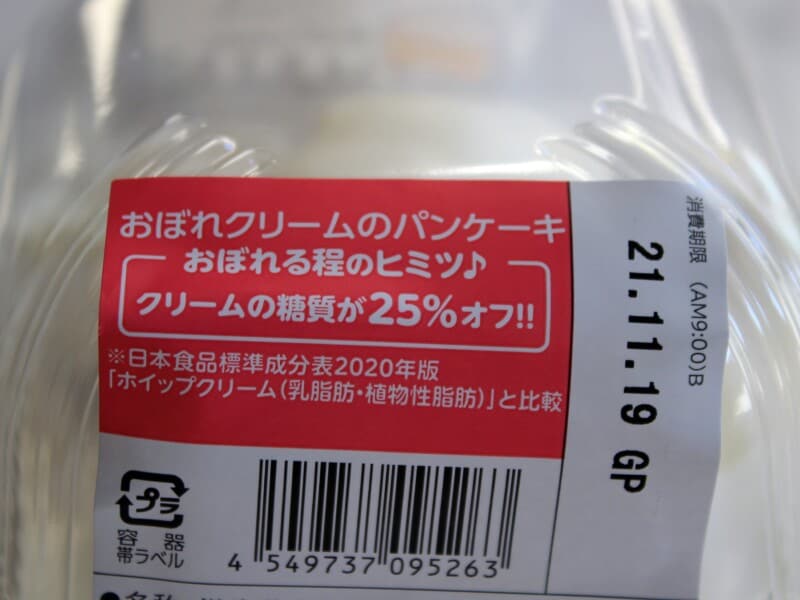 おぼれクリームのパンケーキ
おぼれる程のヒミツ♪
クリームの糖質が25%オフ!!
※日本食品標準成分表2020年版
「ホイップクリーム(乳脂肪・植物性脂肪)」と比較
消費期限 (AM9:00)B
21.11.19 GP
プラ
容器
帯ラベル
4 549737 095263